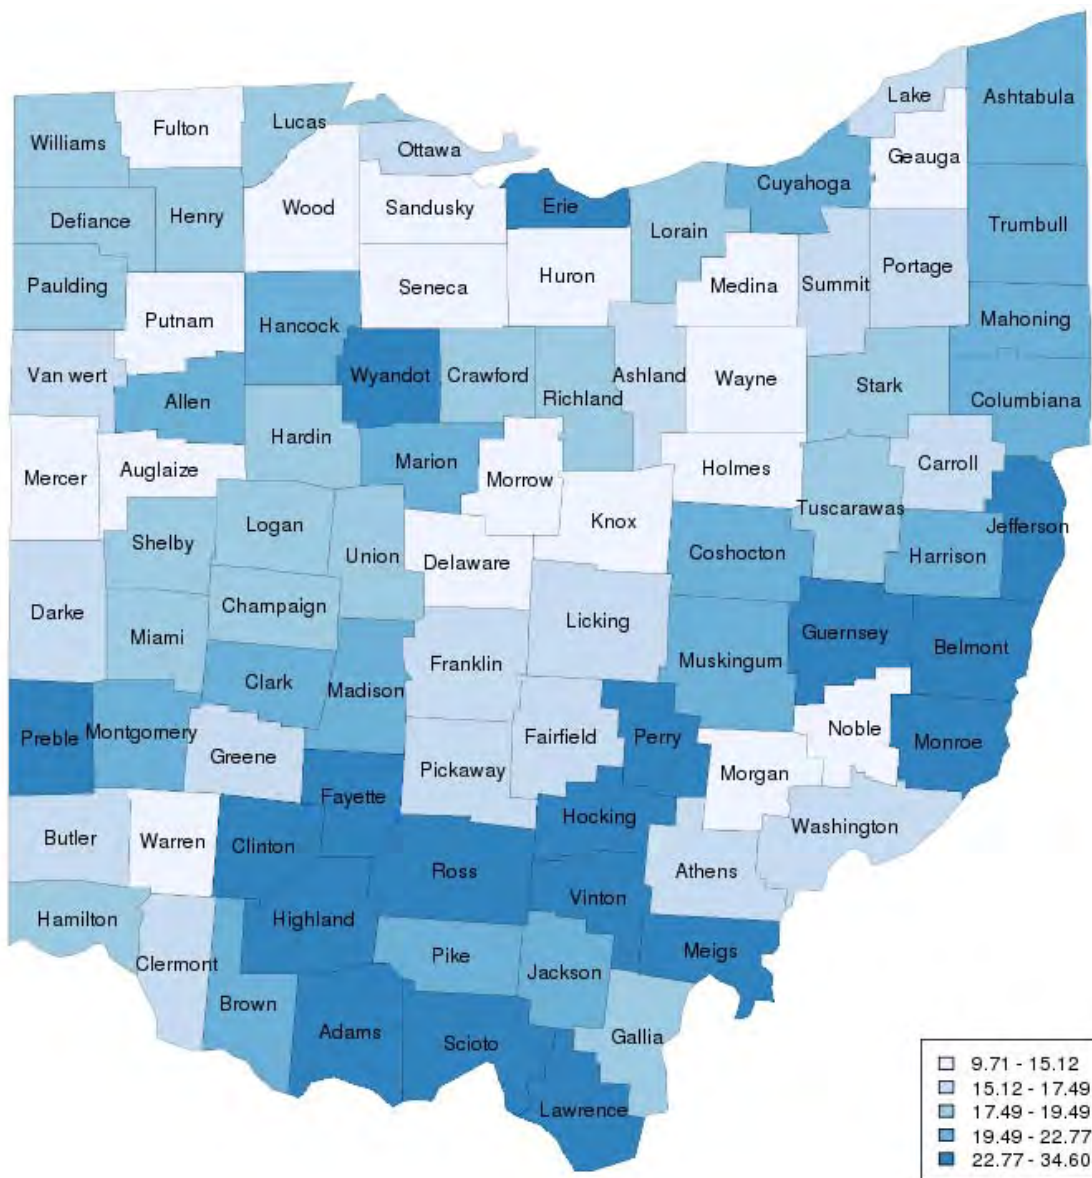 Lake
Ashtabula
Fulton
Lucas
Williams
Ottawa
Geauga
Cuyahoga
Wood
Sandusky
Erie
Defiance
Henry
Trumbull
Lorain
Portage
Huron
Paulding
Seneca
Medina
Summit
Putnam
Hancock
Mahoning
Van wert
Wyandot
Crawford
Ashland
Wayne
Stark
Allen
Richland
Columbiana
Hardin
Marion
Carroll
Mercer
Auglaize
Morrow
Holmes
Tuscarawas
Knox
Logan
Jefferson
Shelby
Union
Delaware
Coshocton
Harrison
Champaign
Darke
Licking
Miami
Guernsey
Belmont
Franklin
Muskingum
Clark
Madison
Preble
Montgomery
Fairfield
Perry
Noble
Monroe
Greene
Pickaway
Morgan
Fayette
Hocking
Washington
Butler
Warren
Clinton
Ross
Athens
Vinton
Hamilton
Highland
Meigs
Pike
Clermont
Jackson
Brown
Adams
Scioto
Gallia
Lawrence
9.71 - 15.12
15.12 - 17.49
17.49 - 19.49
19.49 - 22.77
22.77 - 34.60